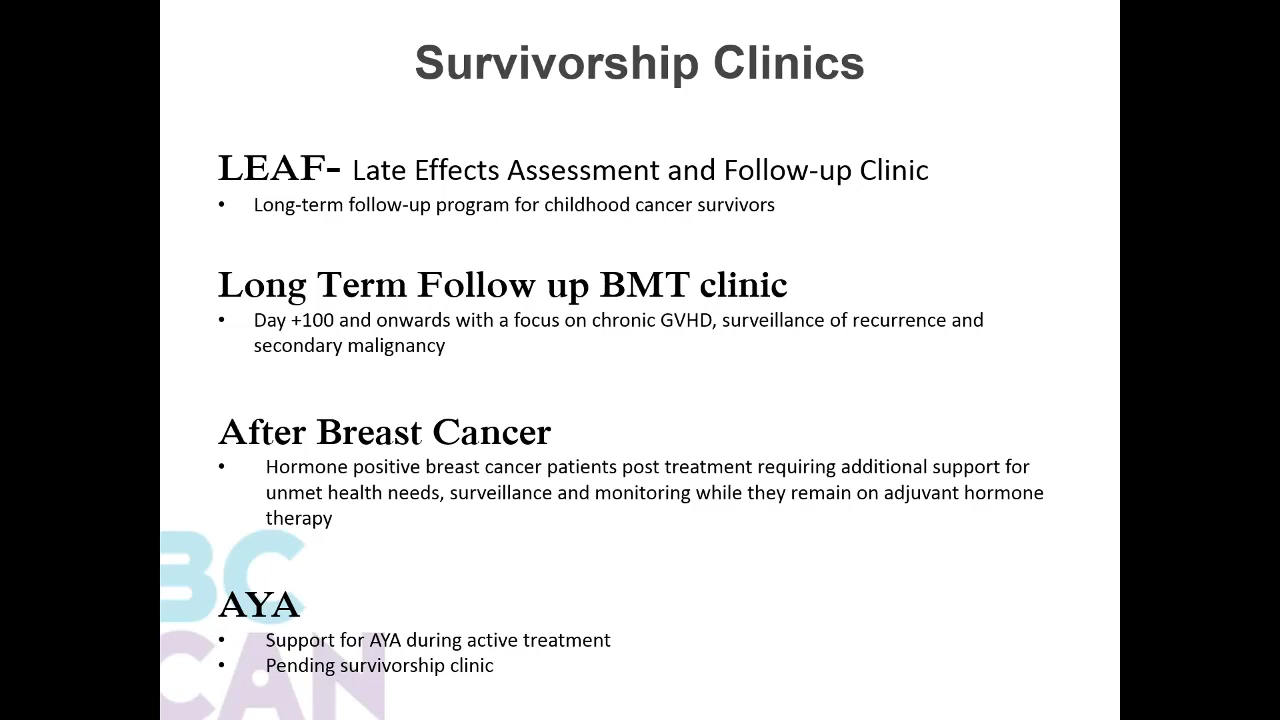 Survivorship Clinics
LEAF- Late Effects Assessment and Follow-up Clinic
• Long-term follow-up program for childhood cancer survivors
Long Term Follow up BMT clinic
• Day +100 and onwards with a focus on chronic GVHD, surveillance of recurrence and
secondary malignancy
After Breast Cancer
• Hormone positive breast cancer patients post treatment requiring additional support for
unmet health needs, surveillance and monitoring while they remain on adjuvant hormone
therapy
BC
AYA
• Support for AYA during active treatment
• Pending survivorship clinic
CAN